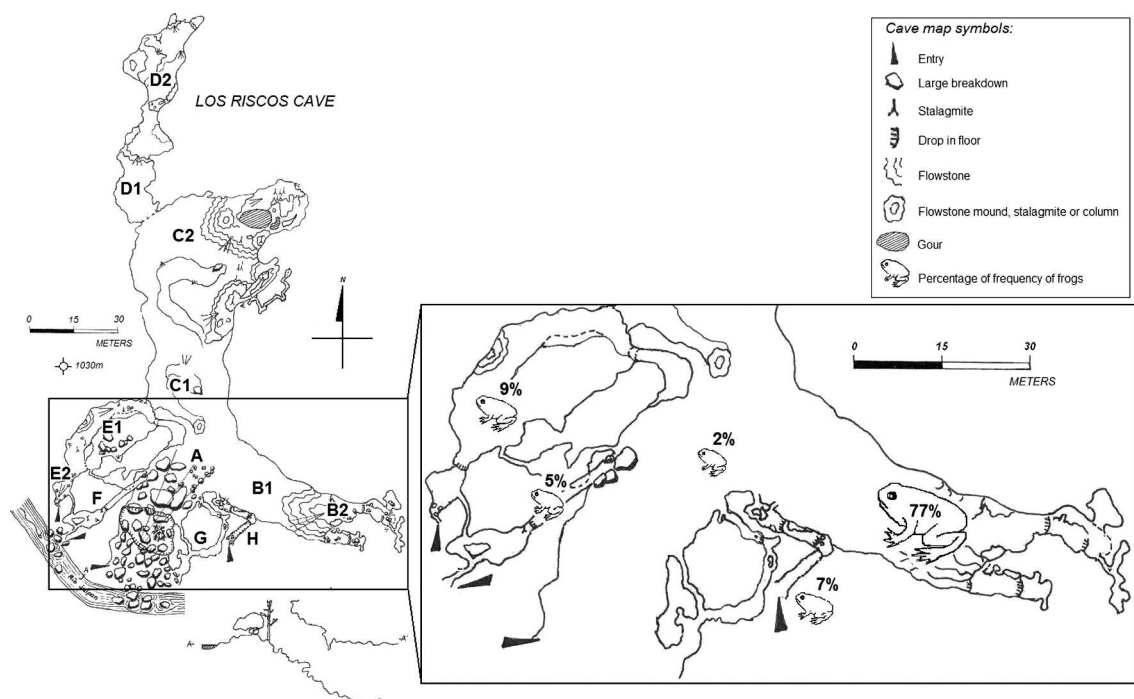 D2
LOS RISCOS CAVE
D1
C2
N
0 15 30
METERS
1030m
C1
E1
E2
A
F
B1
B2
G
H
A
Río Jalpan
A- -A'
Cave map symbols:
Entry
Large breakdown
Stalagmite
Drop in floor
Flowstone
Flowstone mound, stalagmite or column
Gour
Percentage of frequency of frogs
0 15 30
METERS
9%
2%
5%
77%
7%